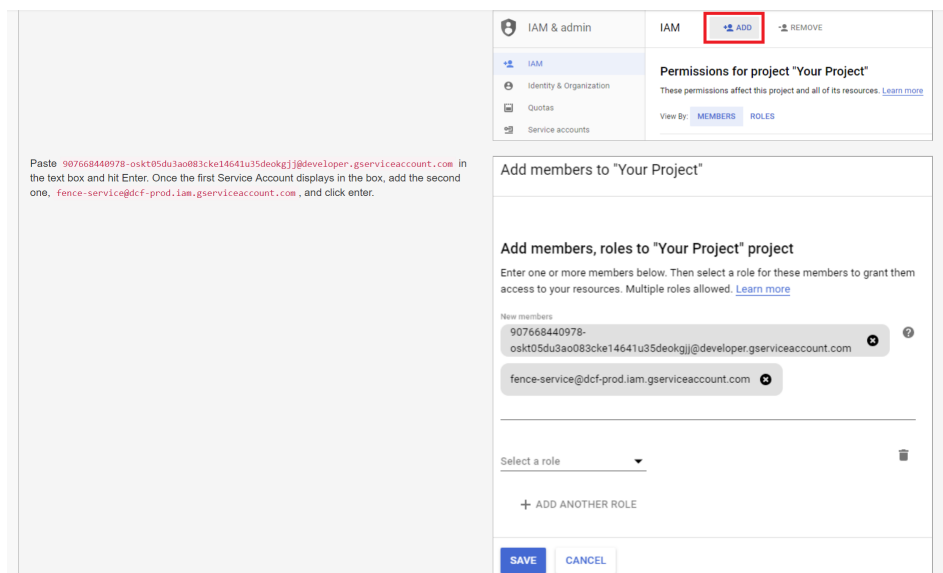 IAM & admin
IAM
ADD
REMOVE
IAM
Identity & Organization
Quotas
Service accounts
Permissions for project "Your Project"
These permissions affect this project and all of its resources. Learn more
View By: MEMBERS ROLES
Paste 907668440978-oskt05du3ao083cke14641u35deokgjj@developer.gserviceaccount.com in
the text box and hit Enter. Once the first Service Account displays in the box, add the second
one, fence-service@dcf-prod.iam.gserviceaccount.com , and click enter.
Add members to "Your Project"
Add members, roles to "Your Project" project
Enter one or more members below. Then select a role for these members to grant them
access to your resources. Multiple roles allowed. Learn more
New members
907668440978-
oskt05du3ao083cke14641u35deokgjj@developer.gserviceaccount.com
fence-service@dcf-prod.iam.gserviceaccount.com
Select a role
+ ADD ANOTHER ROLE
SAVE
CANCEL